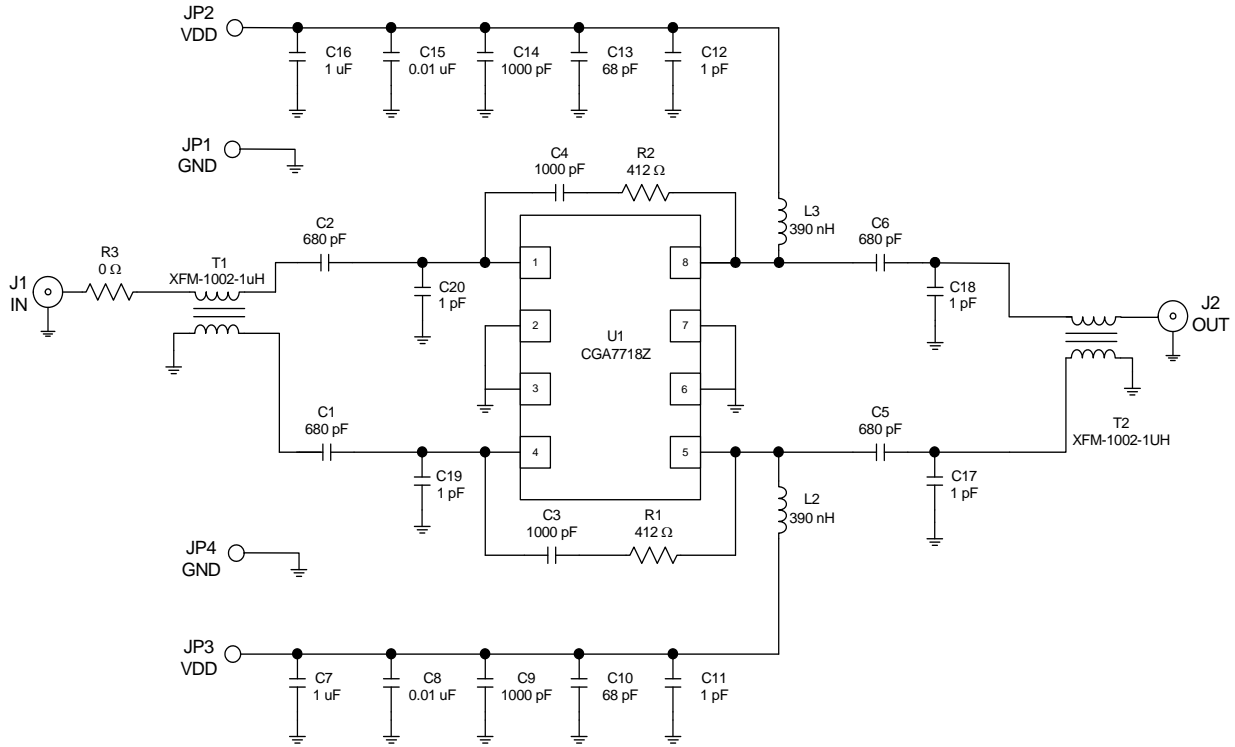 JP2
VDD
C16
1 uF
C15
0.01 uF
C14
1000 pF
C13
68 pF
C12
1 pF
JP1
GND
C4
1000 pF
R2
412 Ω
L3
390 nH
C2
680 pF
C6
680 pF
R3
0 Ω
T1
XFM-1002-1uH
J1
IN
1
8
C20
1 pF
C18
1 pF
J2
OUT
2
7
U1
CGA7718Z
3
6
C1
680 pF
C5
680 pF
T2
XFM-1002-1UH
4
5
C19
1 pF
C17
1 pF
L2
390 nH
C3
1000 pF
R1
412 Ω
JP4
GND
JP3
VDD
C7
1 uF
C8
0.01 uF
C9
1000 pF
C10
68 pF
C11
1 pF